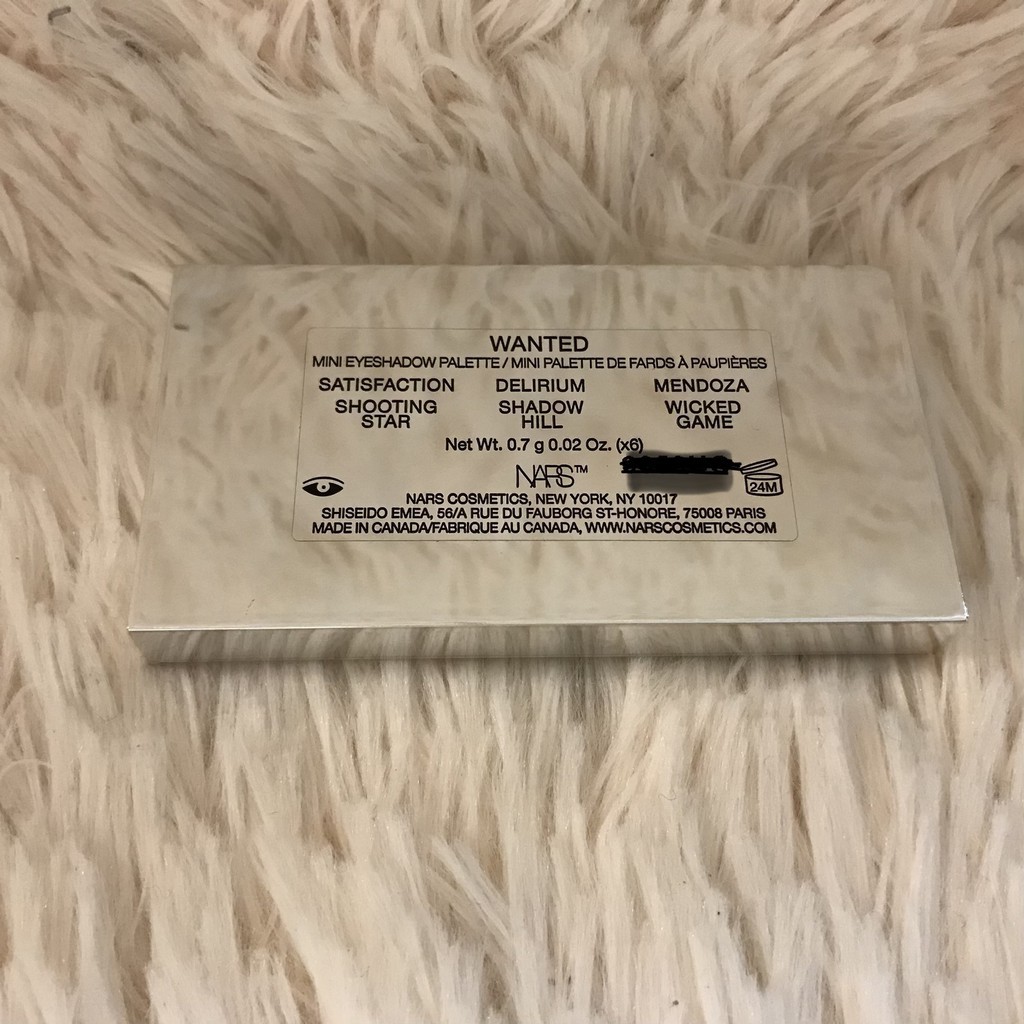 WANTED
MINI EYESHADOW PALETTE / MINI PALETTE DE FARDS À PAUPIÈRES
SATISFACTION DELIRIUM MENDOZA
SHOOTING STAR SHADOW HILL WICKED GAME
Net Wt. 0.7 g 0.02 Oz. (x6)
NARS™
24M
NARS COSMETICS, NEW YORK, NY 10017
SHISEIDO EMEA, 56/A RUE DU FAUBORG ST-HONORE, 75008 PARIS
MADE IN CANADA/FABRIQUE AU CANADA, WWW.NARSCOSMETICS.COM